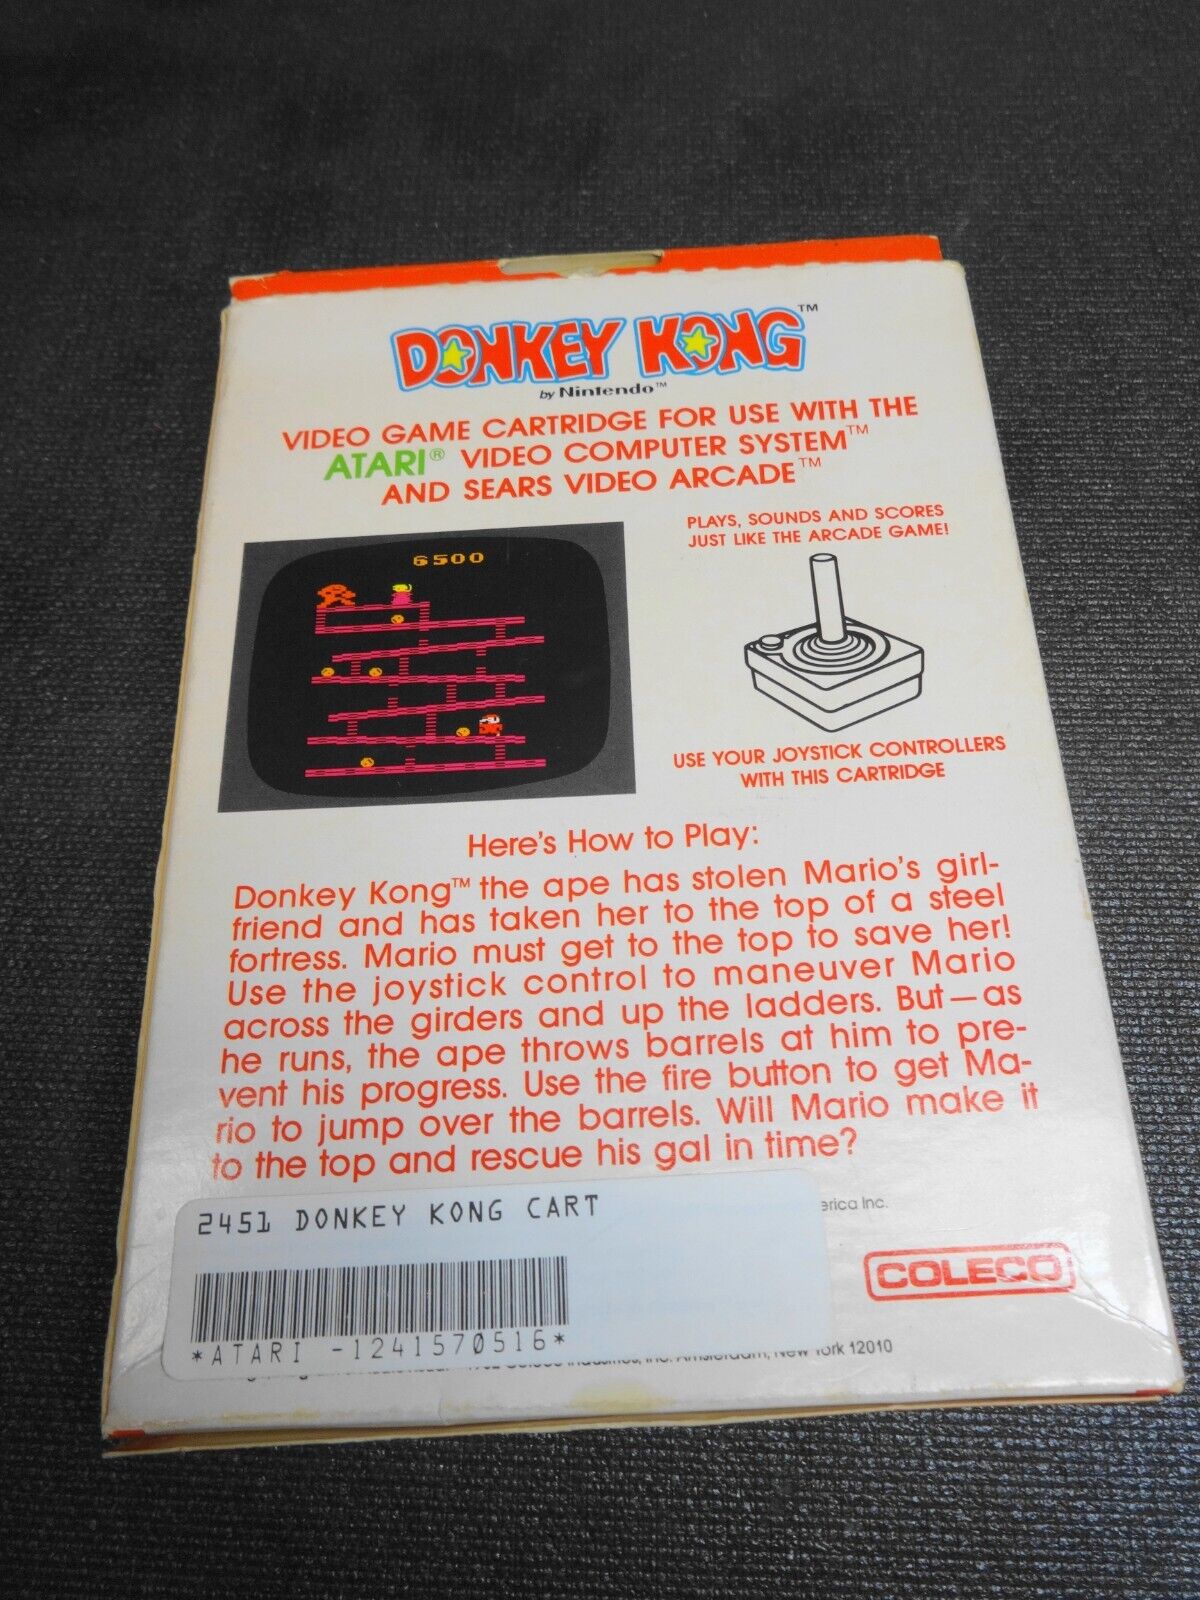 DONKEY KONG™
by Nintendo™
VIDEO GAME CARTRIDGE FOR USE WITH THE
ATARI® VIDEO COMPUTER SYSTEM™
AND SEARS VIDEO ARCADE™
6500
PLAYS, SOUNDS AND SCORES
JUST LIKE THE ARCADE GAME!
USE YOUR JOYSTICK CONTROLLERS
WITH THIS CARTRIDGE
Here's How to Play:
Donkey Kong™ the ape has stolen Mario's girl-
friend and has taken her to the top of a steel
fortress. Mario must get to the top to save her!
Use the joystick control to maneuver Mario
across the girders and up the ladders. But—as
he runs, the ape throws barrels at him to pre-
vent his progress. Use the fire button to get Ma-
rio to jump over the barrels. Will Mario make it
to the top and rescue his gal in time?
2451 DONKEY KONG CART
Inc.
COLECO
*ATARI -1241570516*
Amsterdam, New York 12010